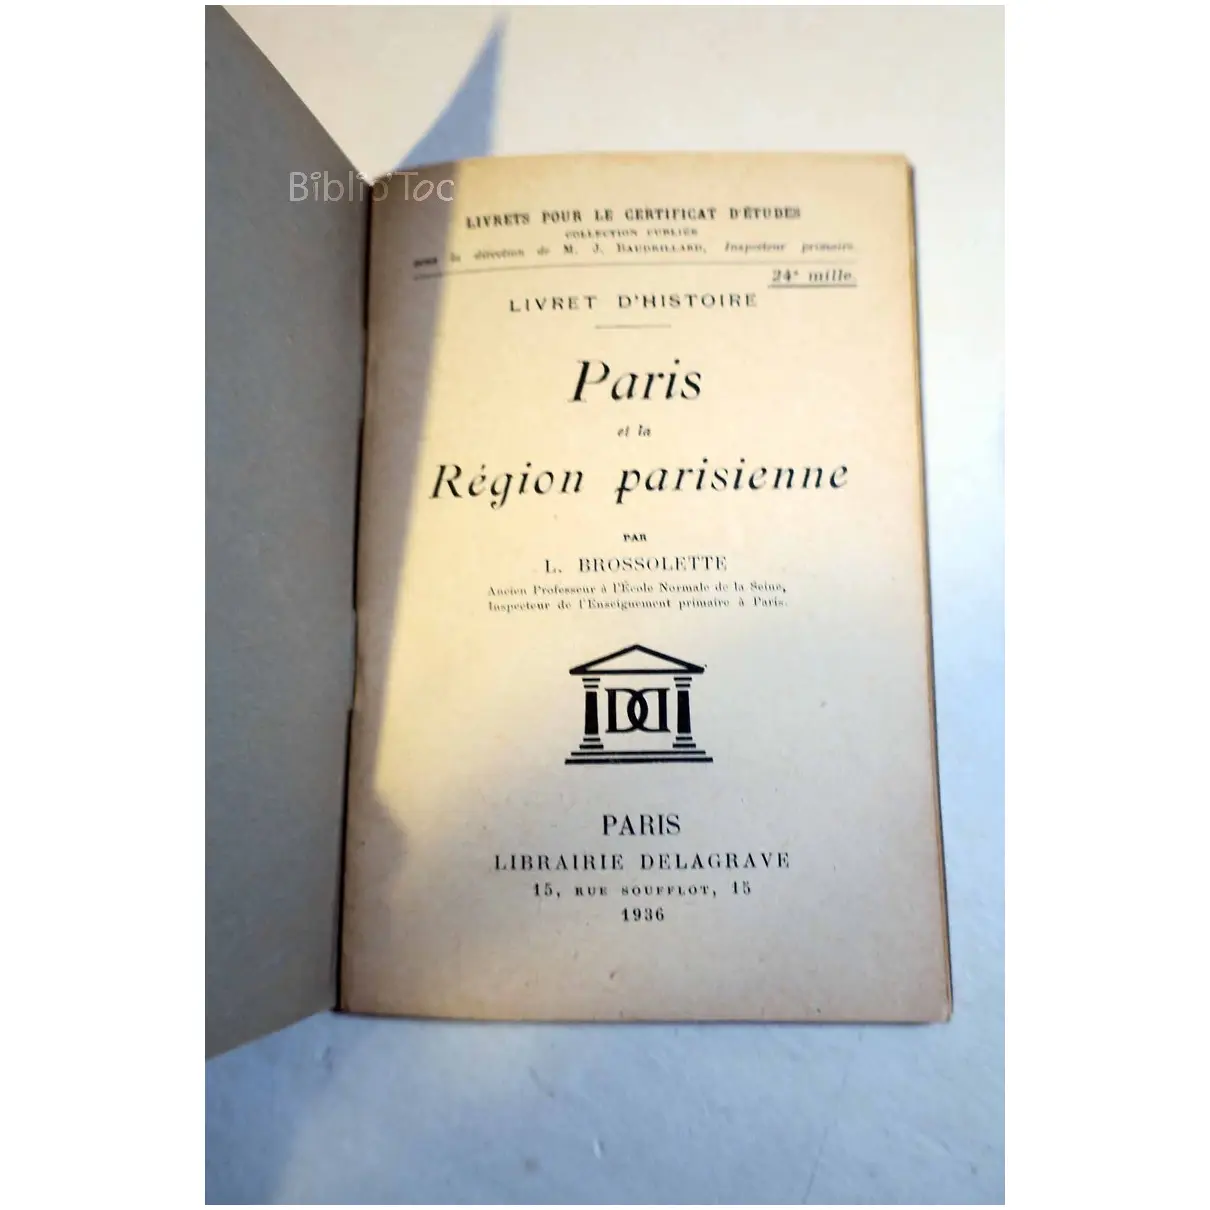 Biblio'Toc
LIVRETS POUR LE CERTIFICAT D'ÉTUDES
COLLECTION PUBLIÉE
sous la direction de M. J. BAUDRILLARD, Inspecteur primaire.
24e mille.
LIVRET D'HISTOIRE
Paris
et la
Région parisienne
PAR
L. BROSSOLETTE
Ancien Professeur à l'École Normale de la Seine,
Inspecteur de l'Enseignement primaire à Paris.
DD
PARIS
LIBRAIRIE DELAGRAVE
15, RUE SOUFFLOT, 15
1936